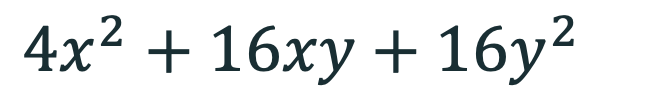 4x² + 16xy + 16y²